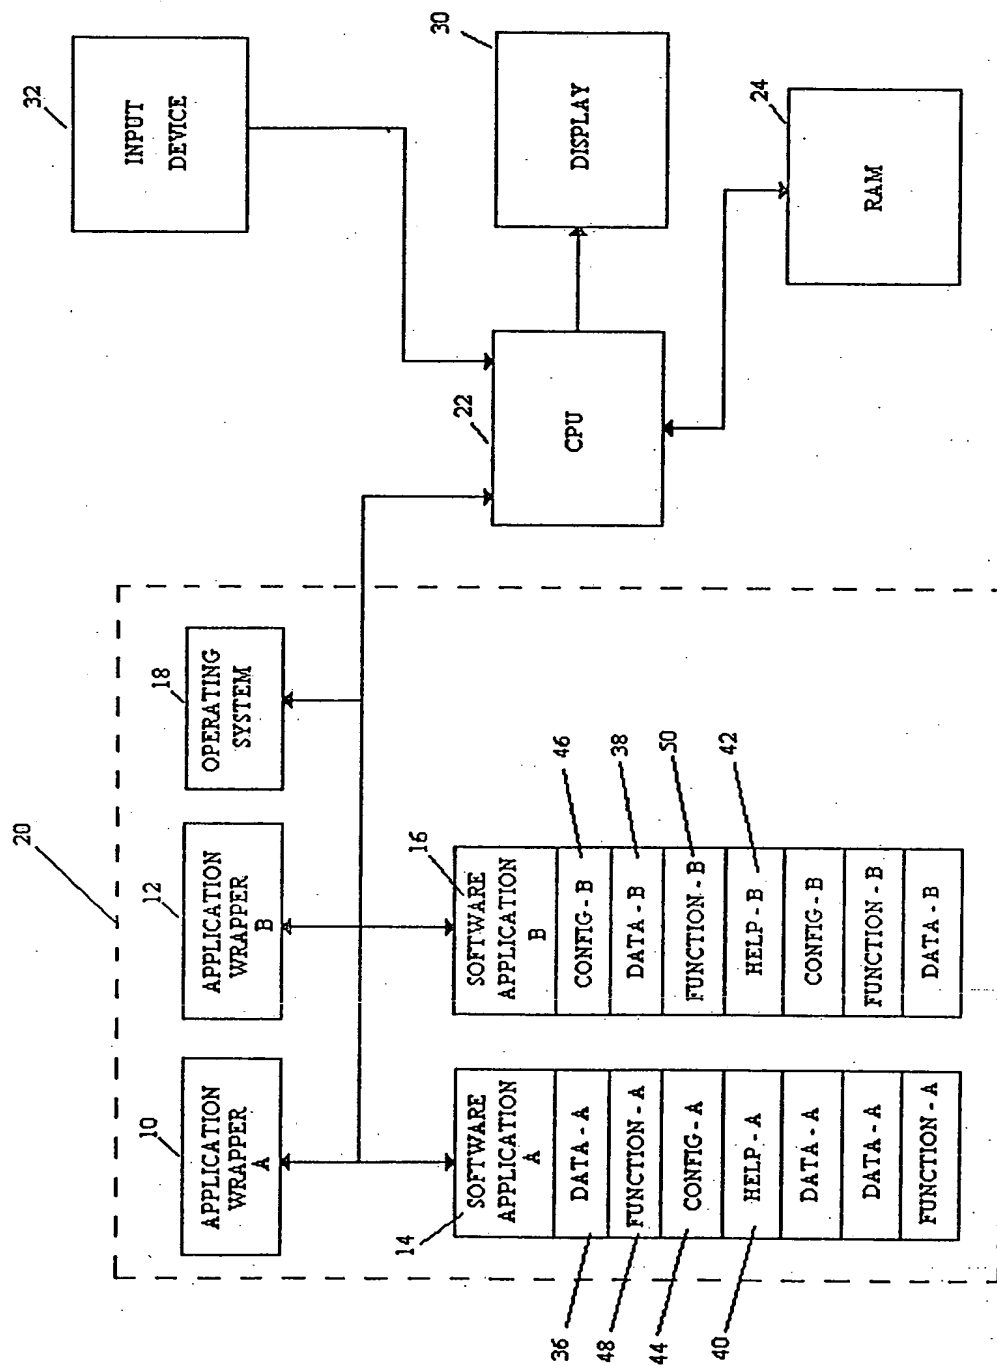 20
10
APPLICATION
WRAPPER
A
12
APPLICATION
WRAPPER
B
18
OPERATING
SYSTEM
32
INPUT
DEVICE
14
SOFTWARE
APPLICATION
A
36
DATA-A
48
FUNCTION-A
44
CONFIG-A
40
HELP-A
DATA-A
DATA-A
FUNCTION-A
16
SOFTWARE
APPLICATION
B
CONFIG-B
46
DATA-B
38
FUNCTION-B
50
HELP-B
42
CONFIG-B
FUNCTION-B
DATA-B
22
CPU
30
DISPLAY
24
RAM